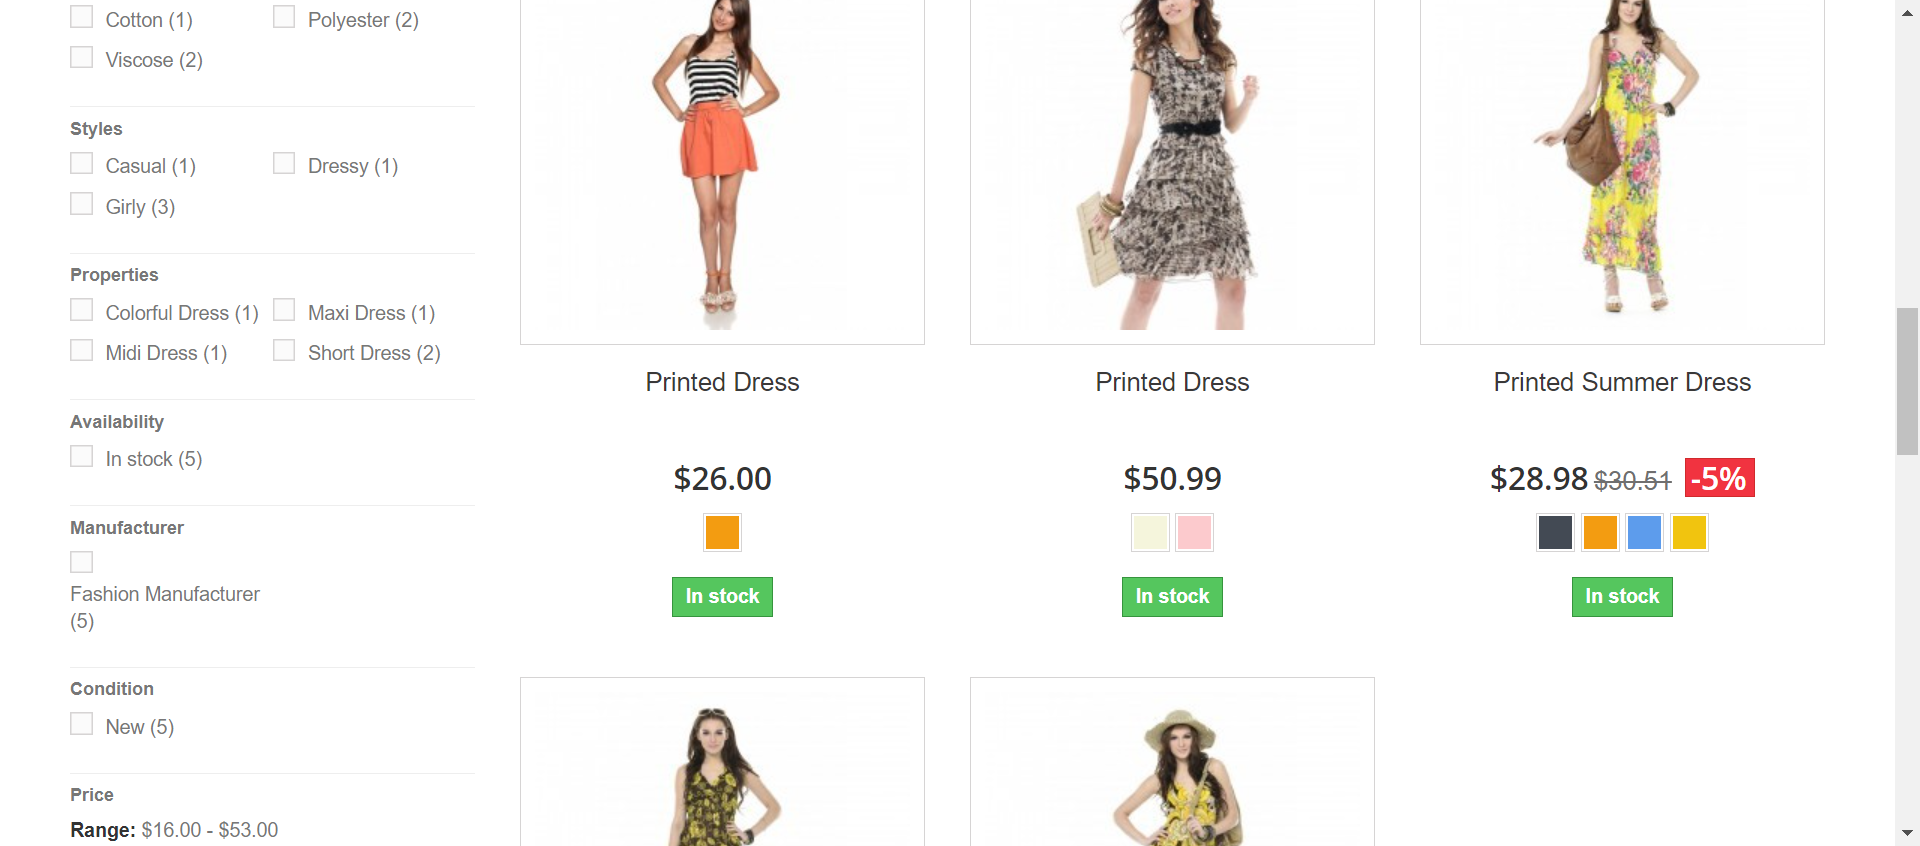 Cotton (1) Polyester (2)
Viscose (2)
Styles
Casual (1) Dressy (1)
Girly (3)
Properties
Colorful Dress (1) Maxi Dress (1)
Midi Dress (1) Short Dress (2)
Availability
In stock (5)
Manufacturer
Fashion Manufacturer
(5)
Condition
New (5)
Price
Range: $16.00 - $53.00
Printed Dress
$26.00
In stock
Printed Dress
$50.99
In stock
Printed Summer Dress
$28.98 $30.51 -5%
In stock